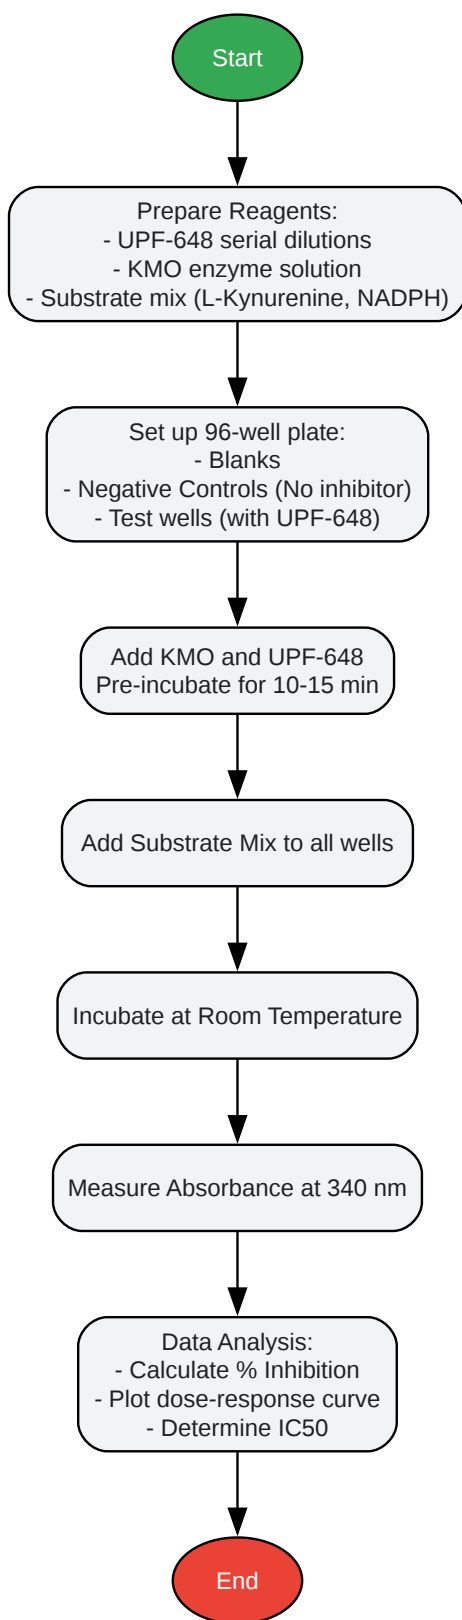 Start
Prepare Reagents:
- UPF-648 serial dilutions
- KMO enzyme solution
- Substrate mix (L-Kynurenine, NADPH)
Set up 96-well plate:
- Blanks
- Negative Controls (No inhibitor)
- Test wells (with UPF-648)
Add KMO and UPF-648
Pre-incubate for 10-15 min
Add Substrate Mix to all wells
Incubate at Room Temperature
Measure Absorbance at 340 nm
Data Analysis:
- Calculate % Inhibition
- Plot dose-response curve
- Determine IC50
End